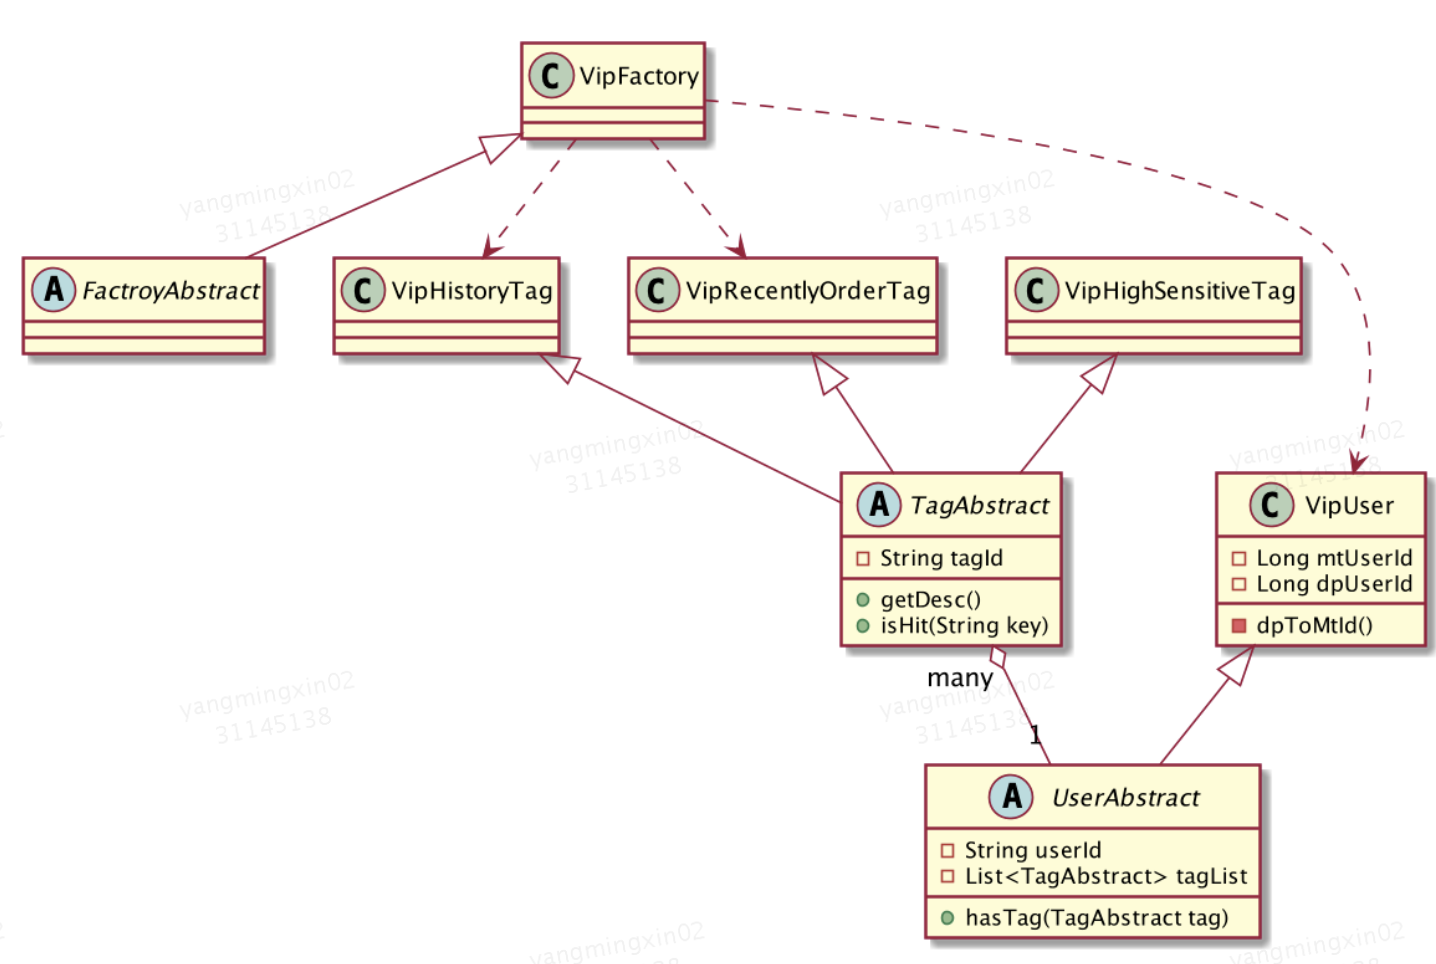 C VipFactory
yangmingxin02
31145138
yangmingxin02
31145138
A FactroyAbstract
C VipHistoryTag
C VipRecentlyOrderTag
C VipHighSensitiveTag
yangmingxin02
31145138
yangmingxin02
31145138
A TagAbstract
String tagId
getDesc()
isHit(String key)
C VipUser
Long mtUserId
Long dpUserId
dpToMtId()
many
1
yangmingxin02
31145138
yangmingxin02
31145138
A UserAbstract
String userId
List<TagAbstract> tagList
hasTag(TagAbstract tag)
yangmingxin02
yangmingxin02